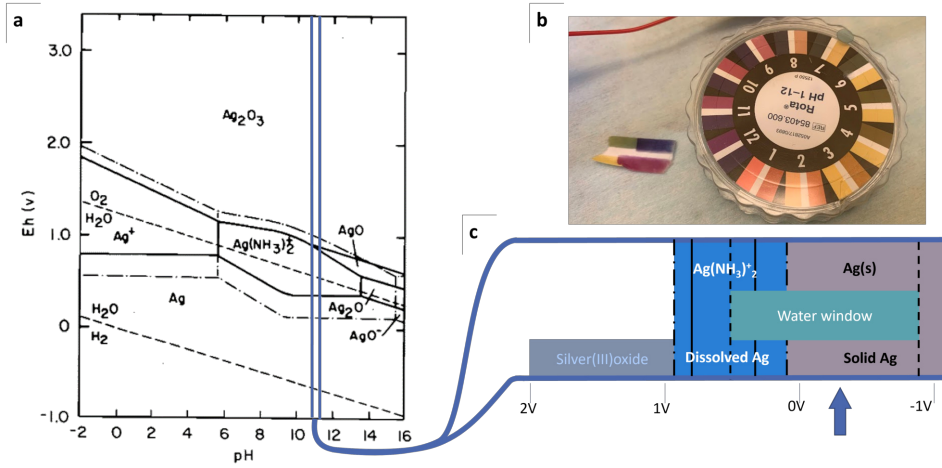 a
3.0
2.0
1.0
0
-1.0
Eh (v)
-2 0 2 4 6 8 10 12 14 16
pH
Ag₂O₃
O₂
H₂O
Ag⁺
Ag(NH₃)₂⁺
AgO
Ag
Ag₂O
AgO⁻
H₂O
H₂
b
1
2
3
4
5
6
7
8
9
10
11
12
Rota®
pH 1–12
REF 85403.600
c
Ag(NH₃)⁺₂
Ag(s)
Water window
Silver(III)oxide
Dissolved Ag
Solid Ag
2V
1V
0V
-1V